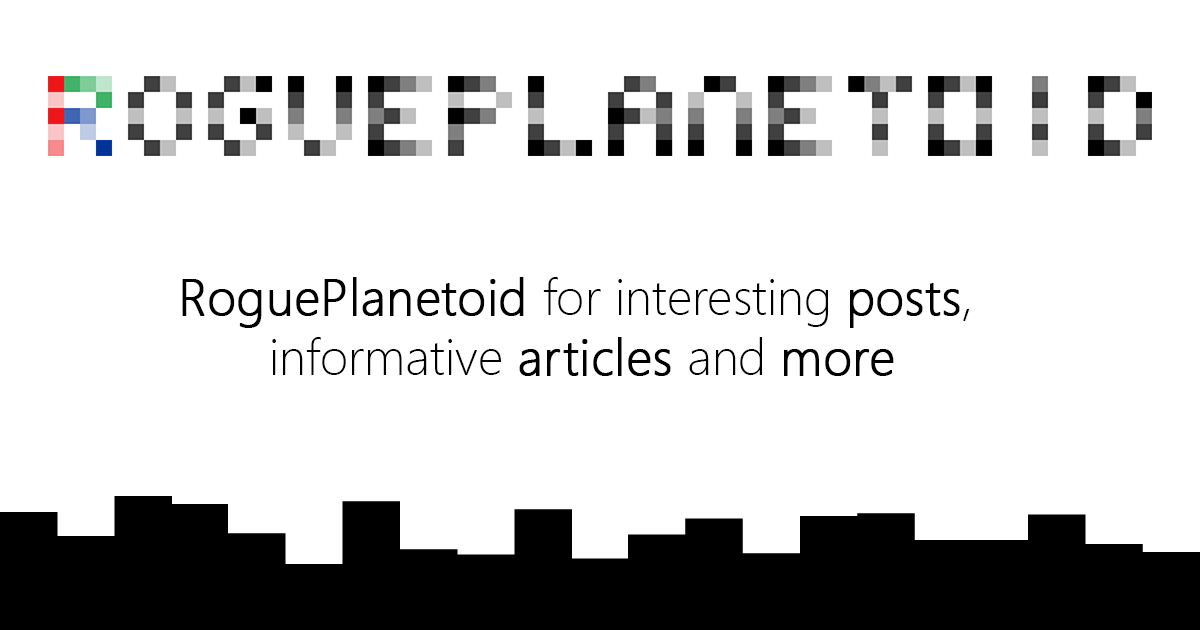 ROGUEPLANETOID
RoguePlanetoid for interesting posts,
informative articles and more